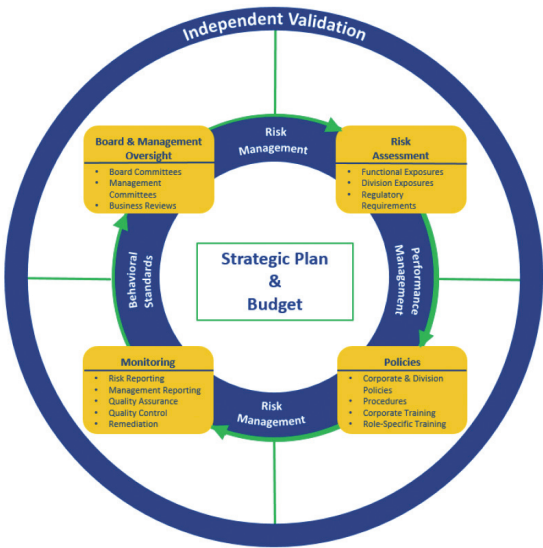 Independent Validation
Risk
Management
Board & Management
Oversight
• Board Committees
• Management
Committees
• Business Reviews
Risk
Assessment
• Functional Exposures
• Division Exposures
• Regulatory
Requirements
Behavioral
Standards
Strategic Plan
&
Budget
Performance
Management
Monitoring
• Risk Reporting
• Management Reporting
• Quality Assurance
• Quality Control
• Remediation
Policies
• Corporate & Division
Policies
• Procedures
• Corporate Training
• Role-Specific Training
Risk
Management